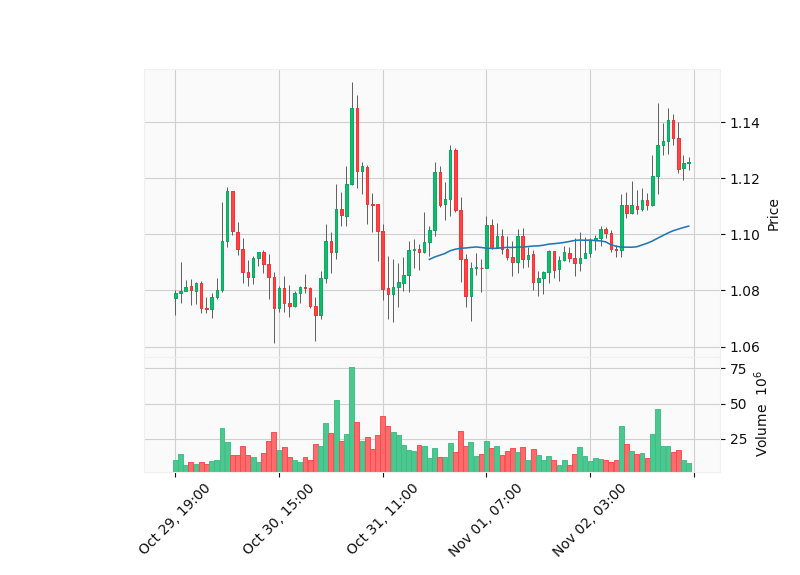 1.14
1.12
1.10
1.08
1.06
Price
75
50
25
Volume 10^6
Oct 29, 19:00
Oct 30, 15:00
Oct 31, 11:00
Nov 01, 07:00
Nov 02, 03:00